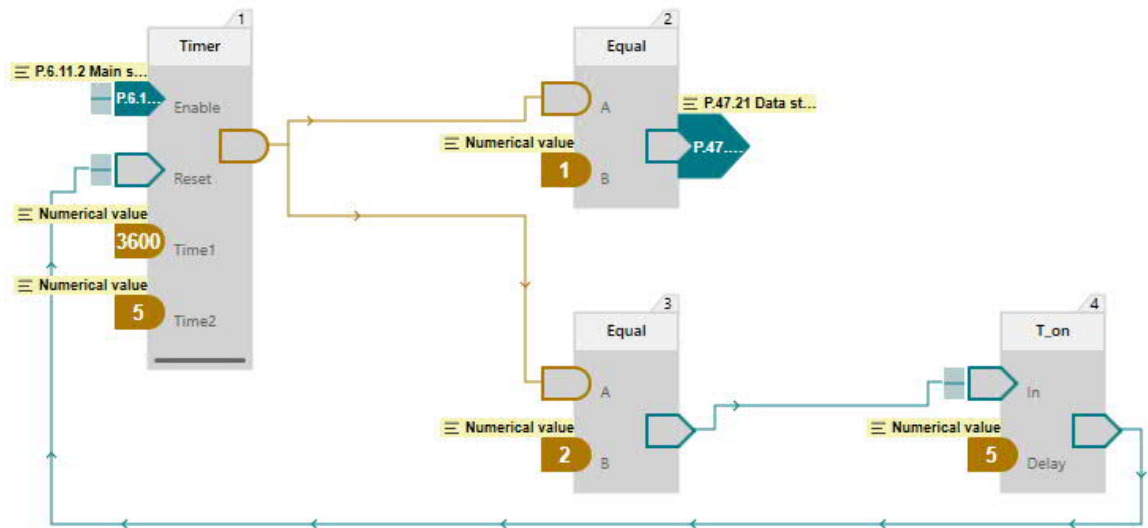 1
Timer
P.6.11.2 Main s...
P.6.1...
Enable
Reset
Numerical value
3600
Time1
Numerical value
5
Time2
2
Equal
A
P.47.21 Data st...
P.47....
Numerical value
1
B
3
Equal
A
Numerical value
2
B
4
T_on
In
Numerical value
5
Delay